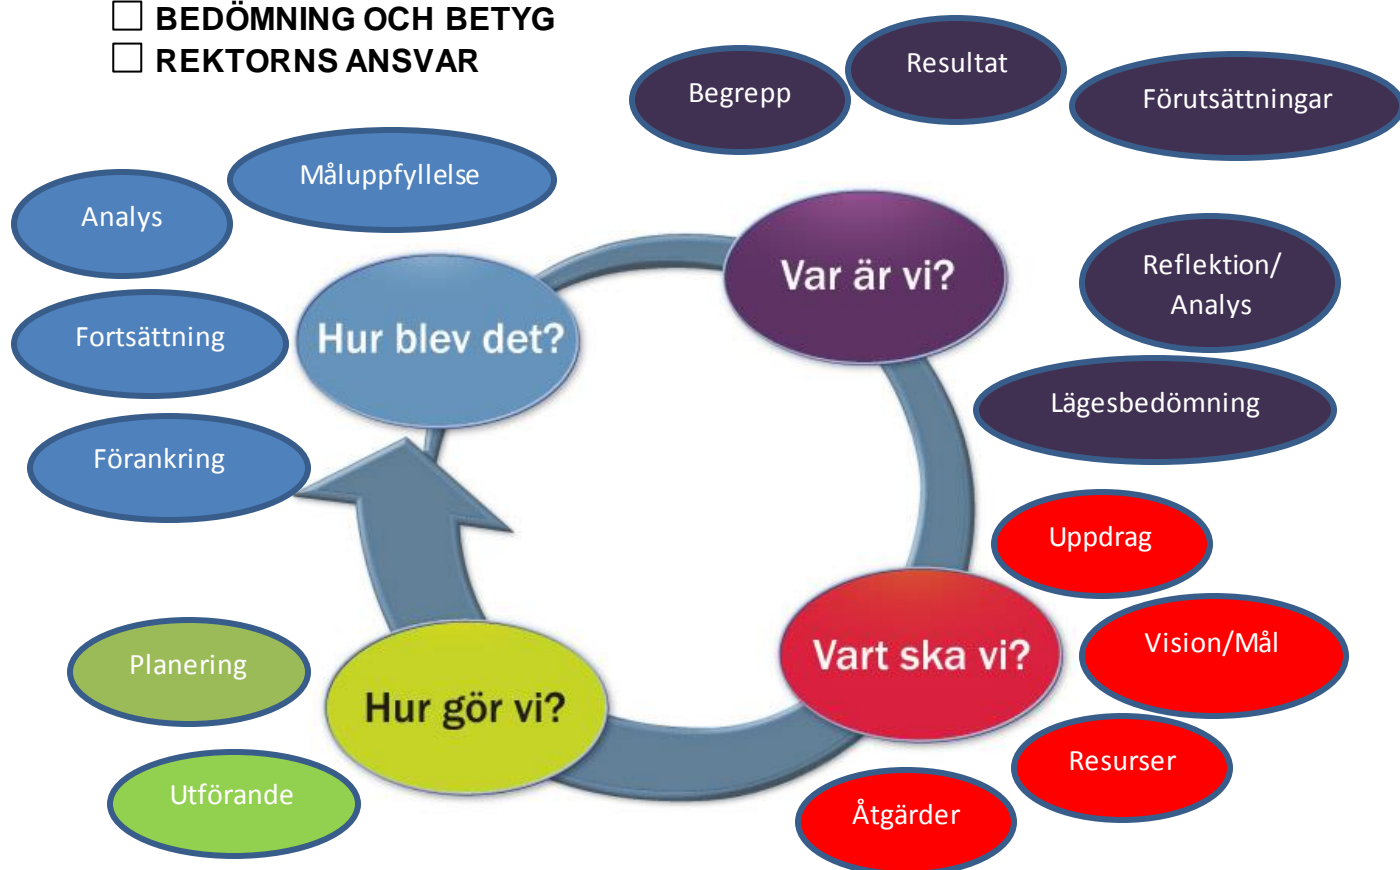 ☐ BEDÖMNING OCH BETYG
☐ REKTORNS ANSVAR
Begrepp
Resultat
Förutsättningar
Måluppfyllelse
Analys
Fortsättning
Förankring
Hur blev det?
Var är vi?
Reflektion/
Analys
Lägesbedömning
Uppdrag
Vision/Mål
Resurser
Åtgärder
Vart ska vi?
Hur gör vi?
Planering
Utförande